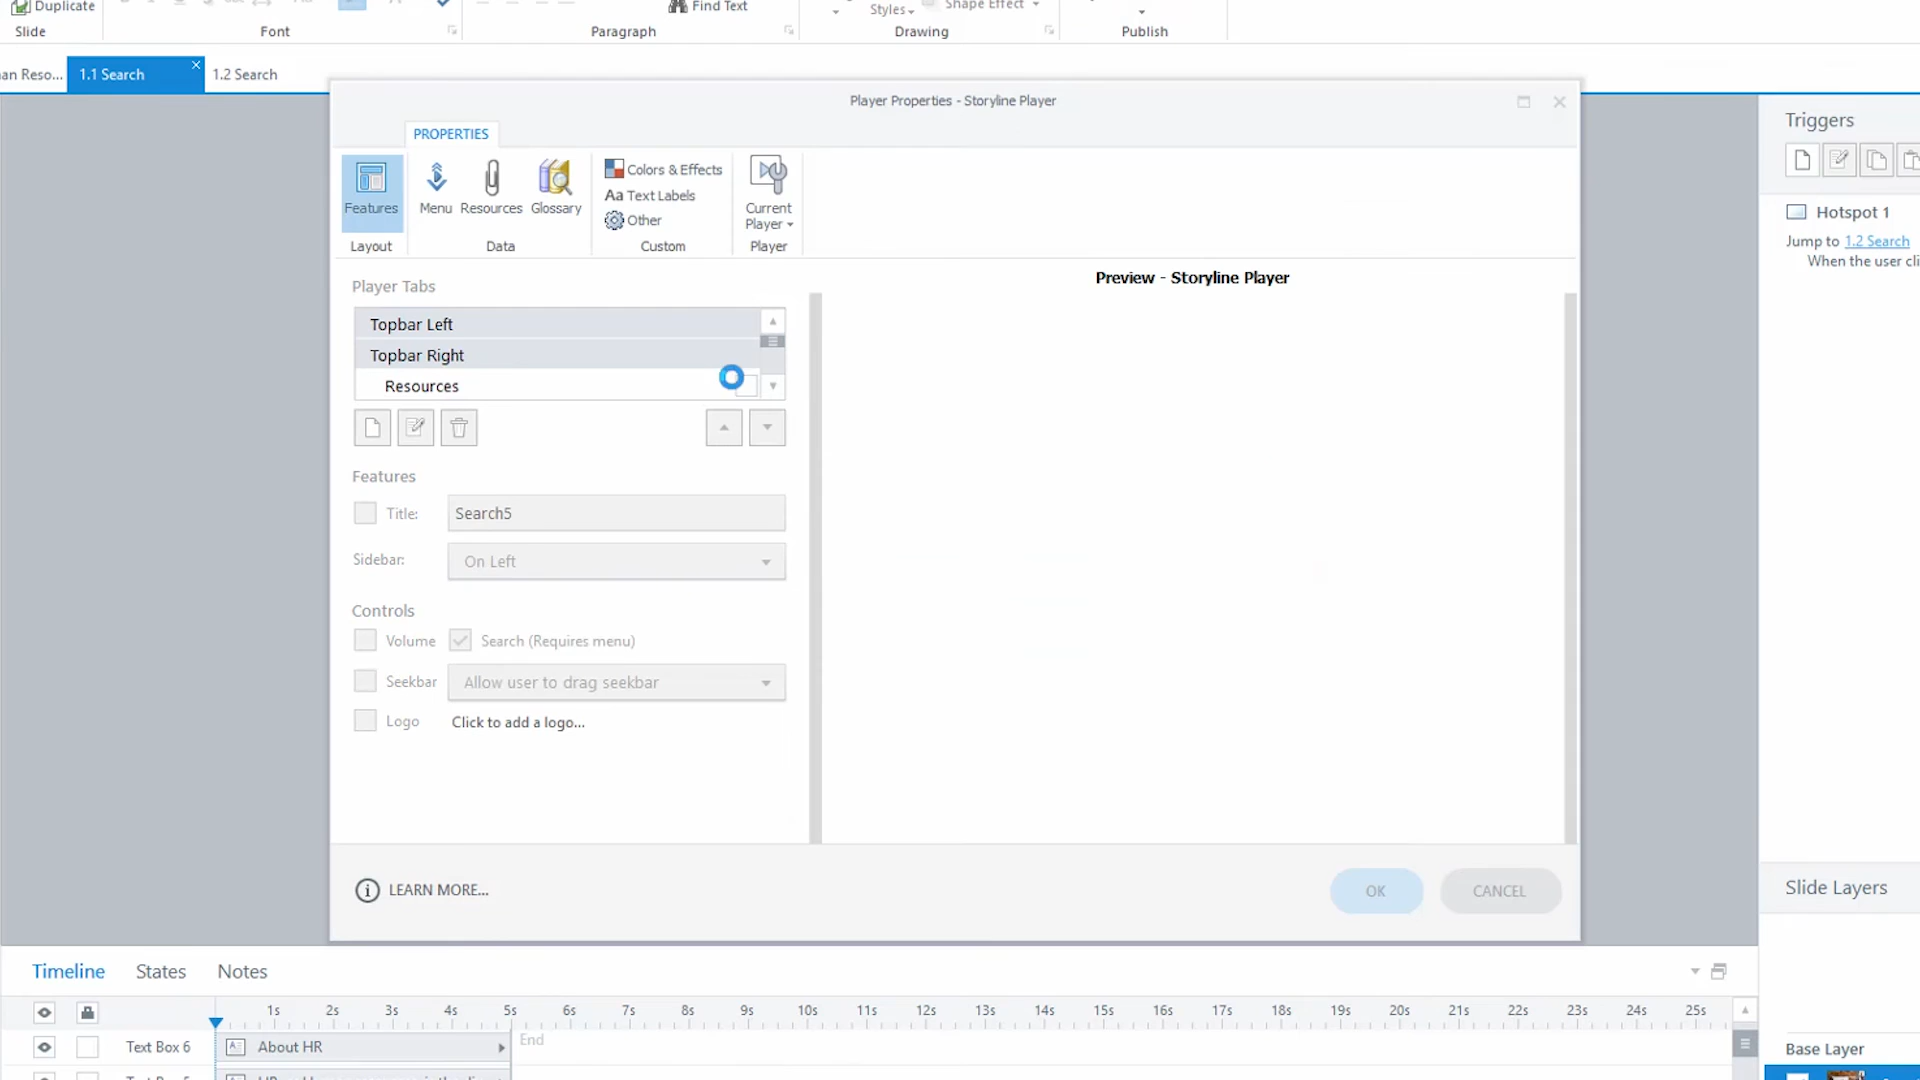 Duplicate
Find Text
Styles
Shape Effect
Slide
Font
Paragraph
Drawing
Publish
an Reso...
1.1 Search
1.2 Search
Player Properties - Storyline Player
PROPERTIES
Features
Menu
Resources
Glossary
Colors & Effects
Aa Text Labels
Other
Current
Player
Layout
Data
Custom
Player
Player Tabs
Topbar Left
Topbar Right
Resources
Features
Title:
Search5
Sidebar:
On Left
Controls
Volume
Search (Requires menu)
Seekbar
Allow user to drag seekbar
Logo
Click to add a logo...
Preview - Storyline Player
LEARN MORE...
OK
CANCEL
Triggers
Hotspot 1
Jump to 1.2 Search
When the user cli
Slide Layers
Base Layer
Timeline
States
Notes
1s 2s 3s 4s 5s 6s 7s 8s 9s 10s 11s 12s 13s 14s 15s 16s 17s 18s 19s 20s 21s 22s 23s 24s 25s
Text Box 6
About HR
End